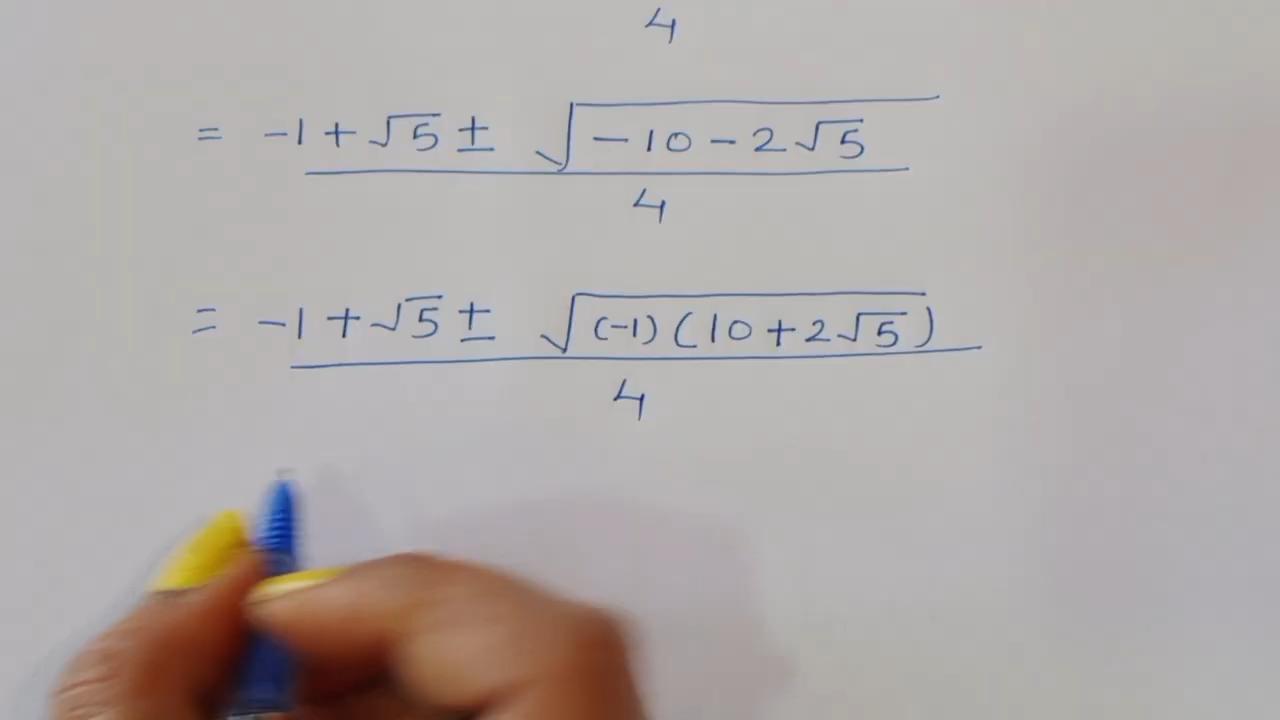 4
= -1 + √5 ± √-10 - 2√5
4
= -1 + √5 ± √(-1)(10 + 2√5)
4